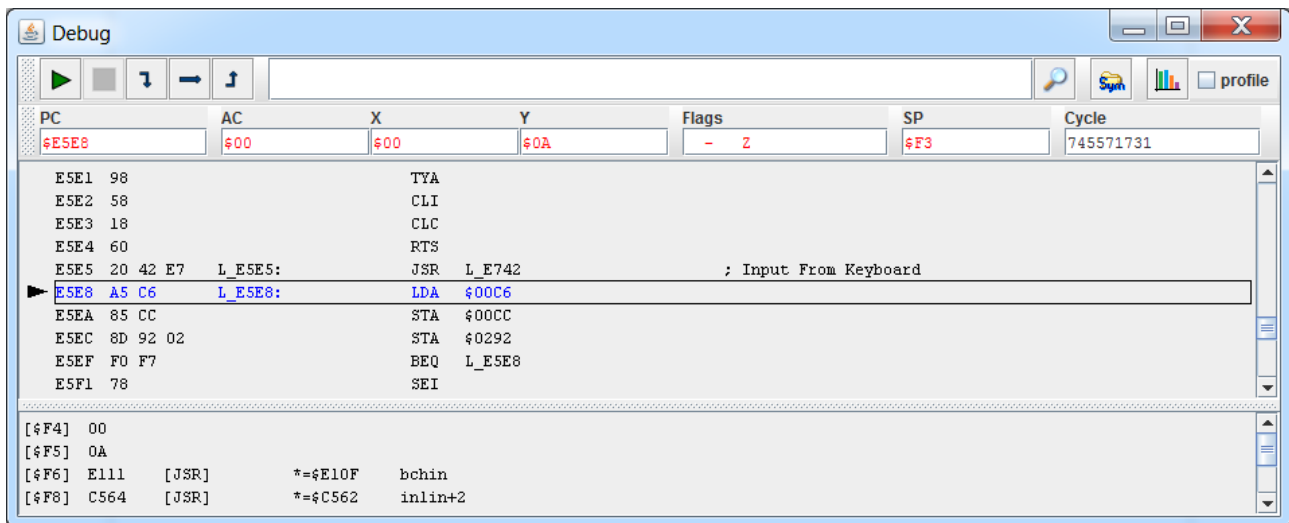 Debug
Sym profile
PC AC X Y Flags SP Cycle
$E5E8 $00 $00 $0A - Z $F3 745571731
E5E1 98 TYA
E5E2 58 CLI
E5E3 18 CLC
E5E4 60 RTS
E5E5 20 42 E7 L_E5E5: JSR L_E742 ; Input From Keyboard
E5E8 A5 C6 L_E5E8: LDA $00C6
E5EA 85 CC STA $00CC
E5EC 8D 92 02 STA $0292
E5EF F0 F7 BEQ L_E5E8
E5F1 78 SEI
[$F4] 00
[$F5] 0A
[$F6] E111 [JSR] *=$E10F bchin
[$F8] C564 [JSR] *=$C562 inlin+2